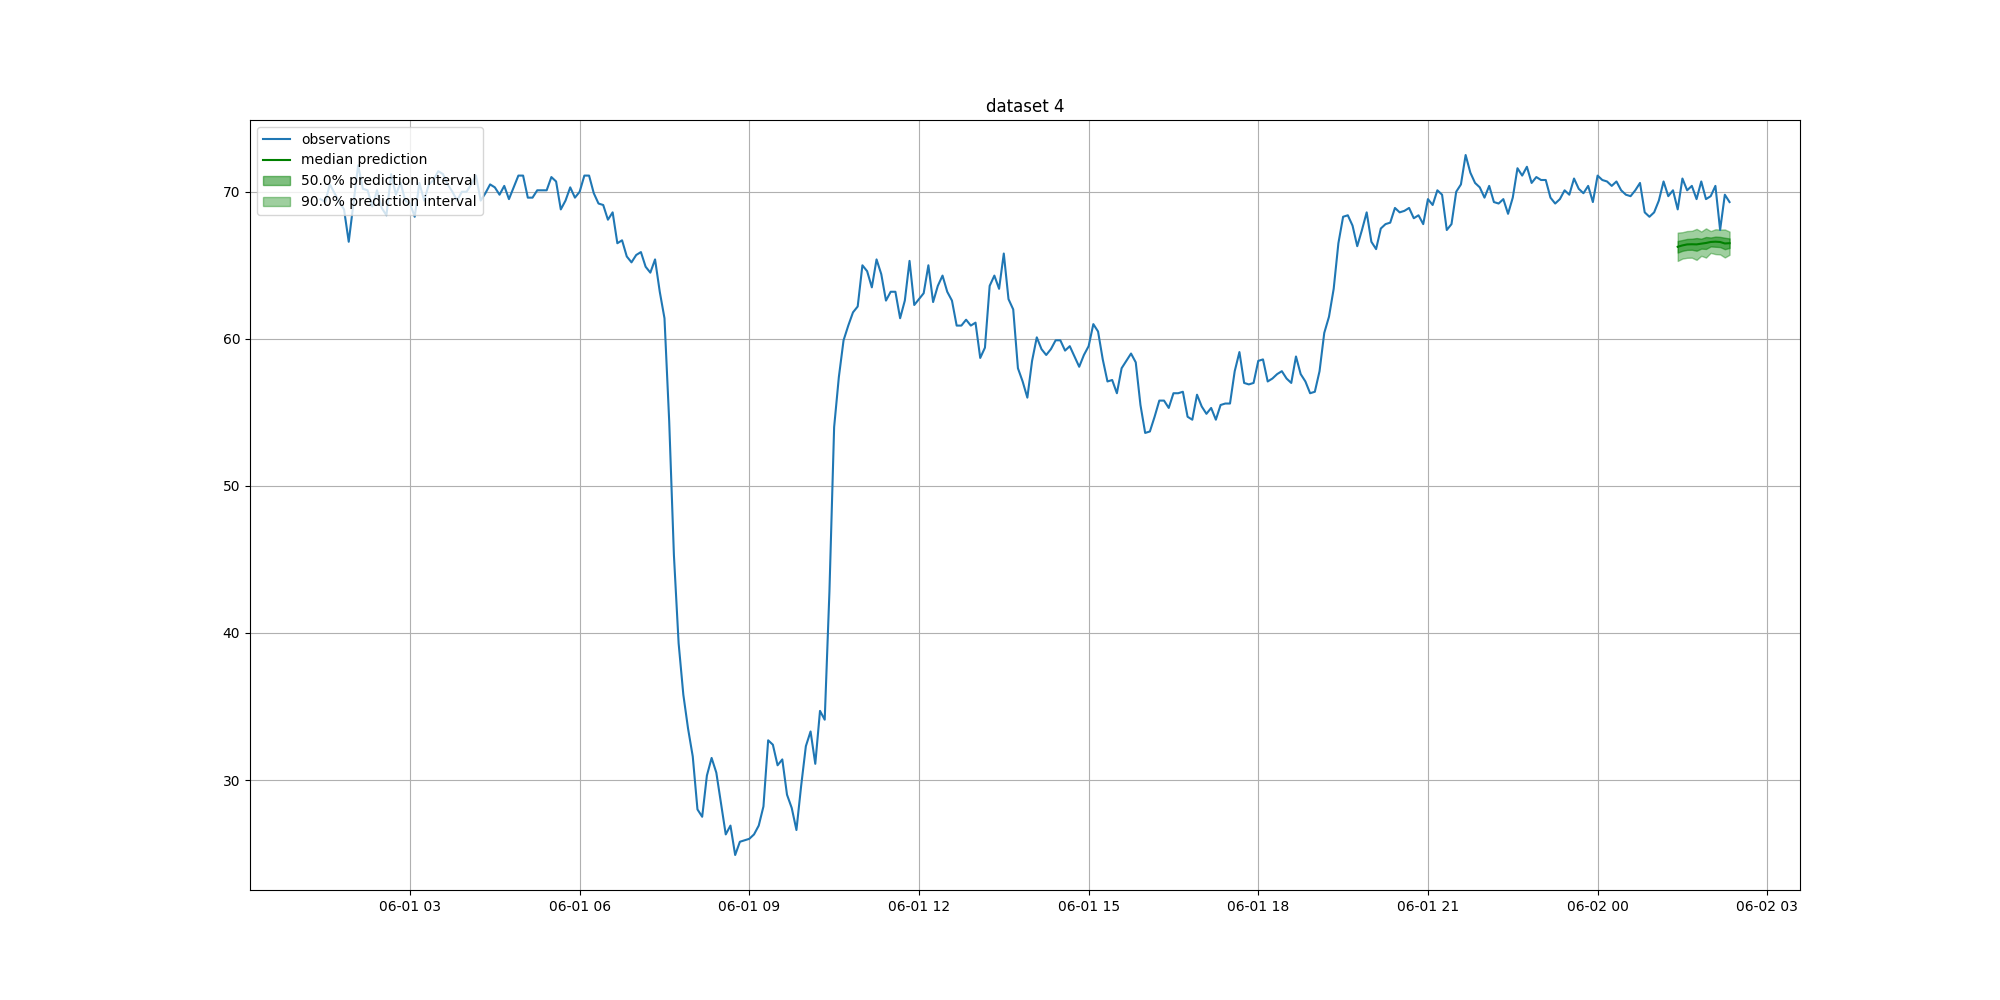 dataset 4
observations
median prediction
50.0% prediction interval
90.0% prediction interval
70
60
50
40
30
06-01 03
06-01 06
06-01 09
06-01 12
06-01 15
06-01 18
06-01 21
06-02 00
06-02 03